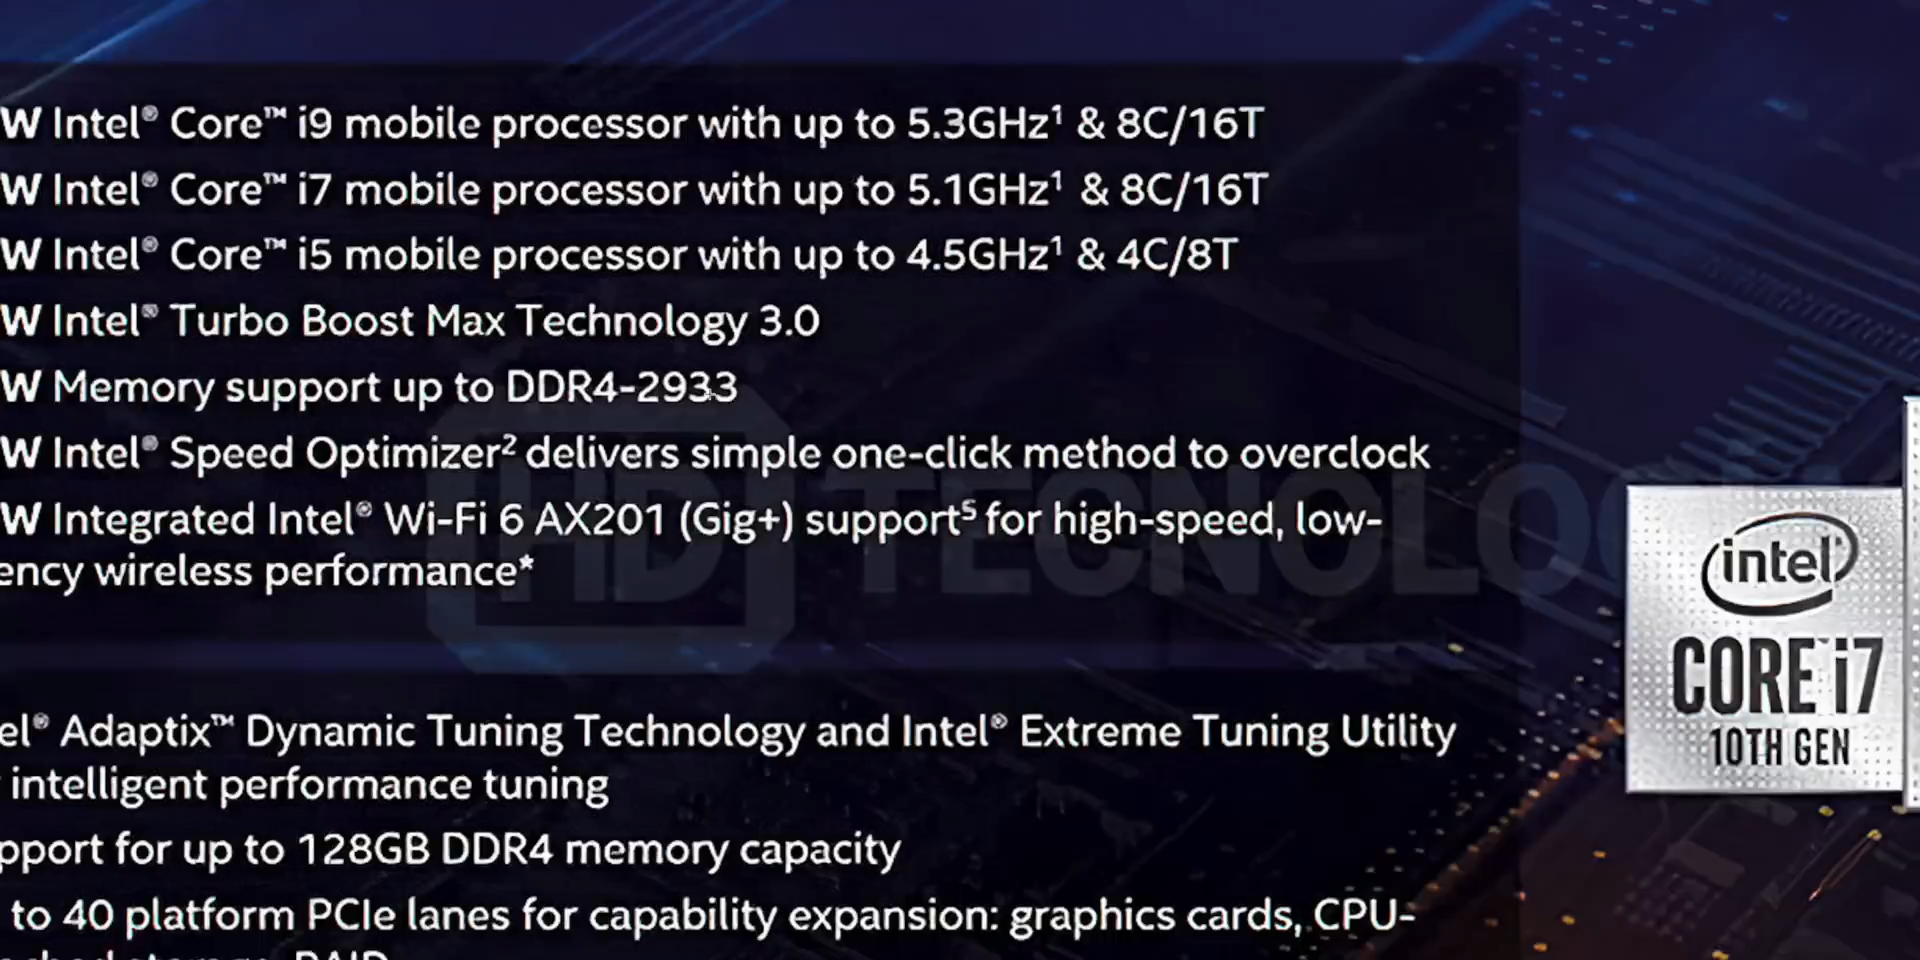 W Intel® Core™ i9 mobile processor with up to 5.3GHz¹ & 8C/16T
W Intel® Core™ i7 mobile processor with up to 5.1GHz¹ & 8C/16T
W Intel® Core™ i5 mobile processor with up to 4.5GHz¹ & 4C/8T
W Intel® Turbo Boost Max Technology 3.0
W Memory support up to DDR4-2933
W Intel® Speed Optimizer² delivers simple one-click method to overclock
W Integrated Intel® Wi-Fi 6 AX201 (Gig+) support⁵ for high-speed, low-
ency wireless performance*
HD TECNOLO
intel®
CORE™ i7
10TH GEN
el® Adaptix™ Dynamic Tuning Technology and Intel® Extreme Tuning Utility
intelligent performance tuning
pport for up to 128GB DDR4 memory capacity
to 40 platform PCIe lanes for capability expansion: graphics cards, CPU-